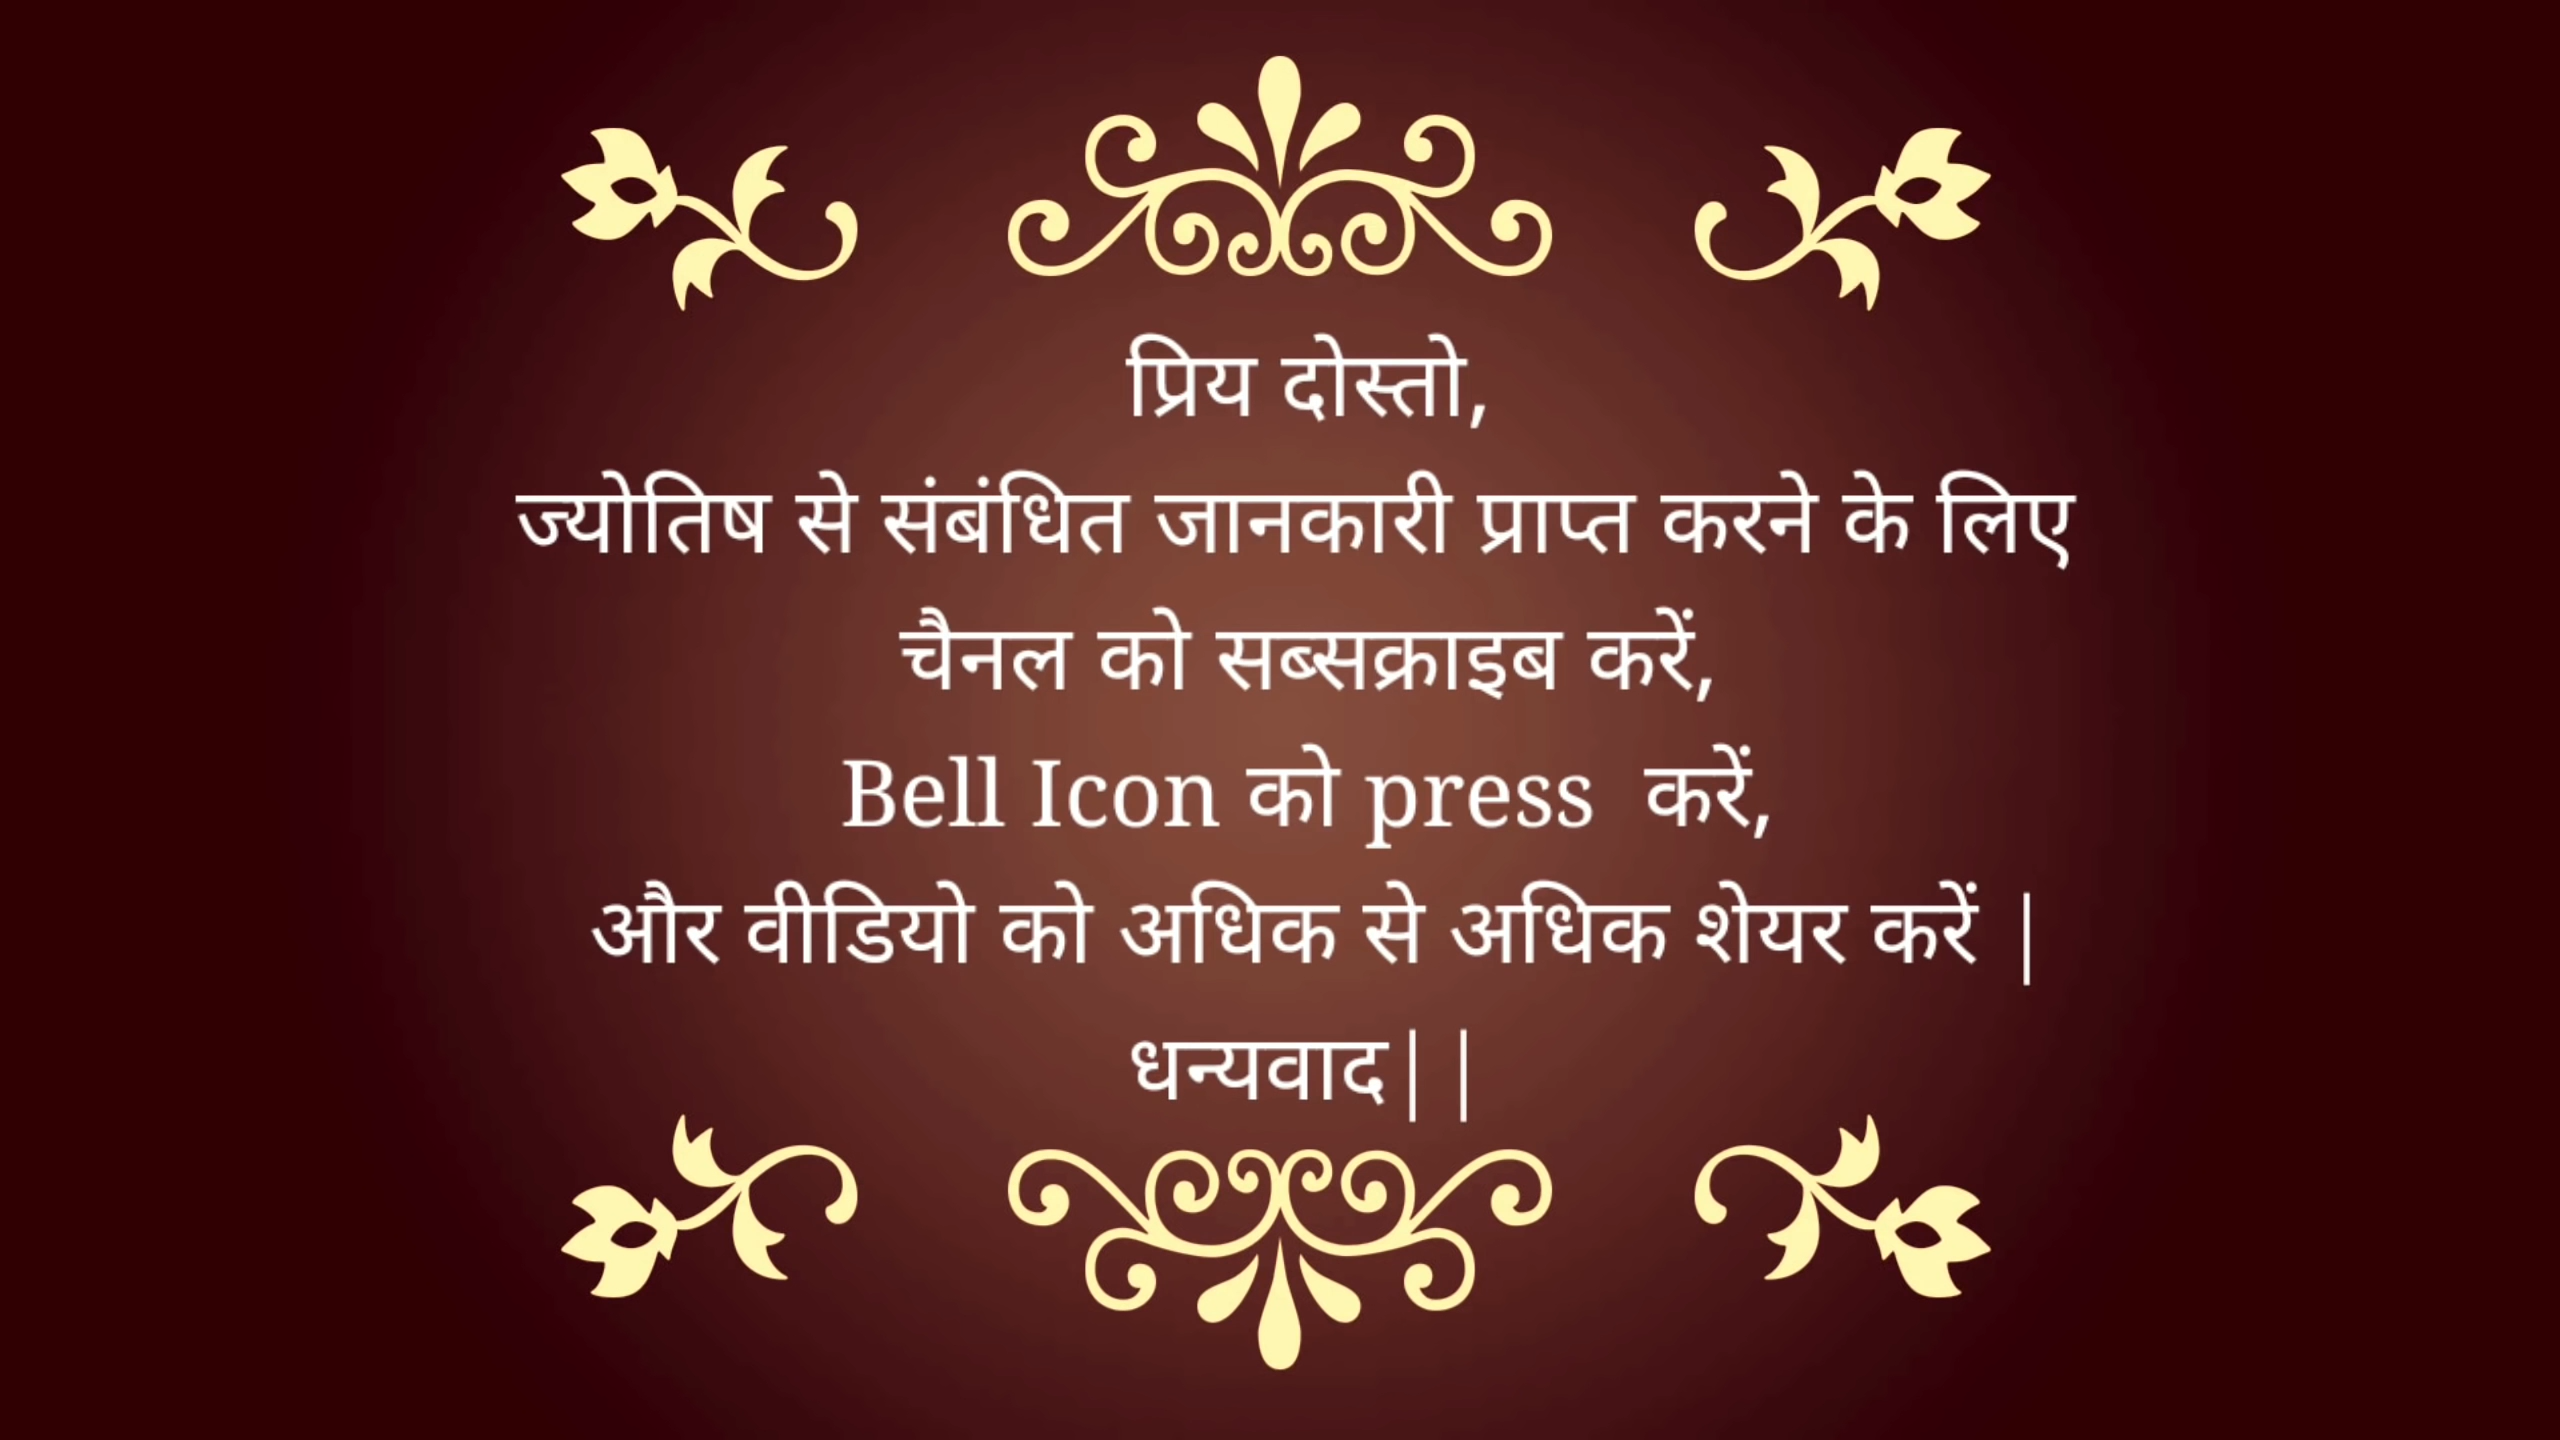 प्रिय दोस्तो,
ज्योतिष से संबंधित जानकारी प्राप्त करने के लिए
चैनल को सब्सक्राइब करें,
Bell Icon को press  करें,
और वीडियो को अधिक से अधिक शेयर करें |
धन्यवाद||